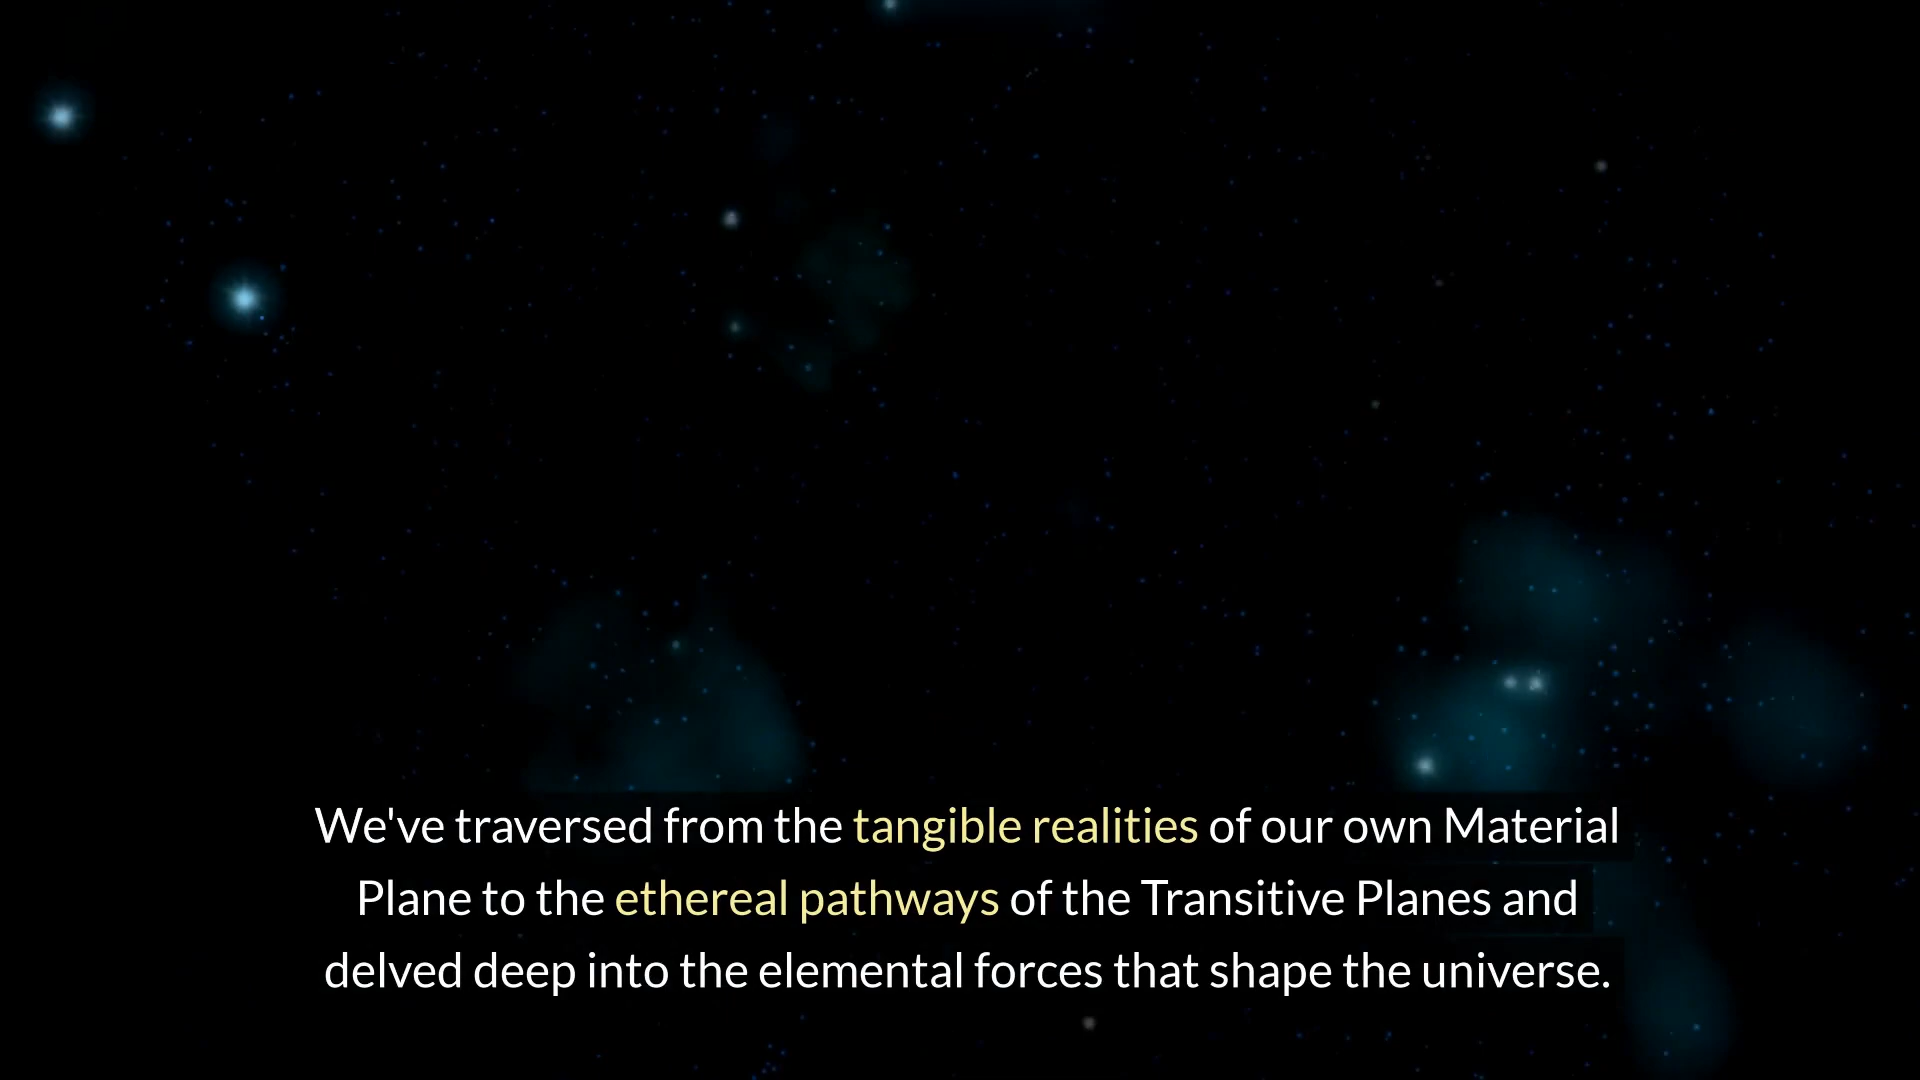 We've traversed from the tangible realities of our own Material
Plane to the ethereal pathways of the Transitive Planes and
delved deep into the elemental forces that shape the universe.